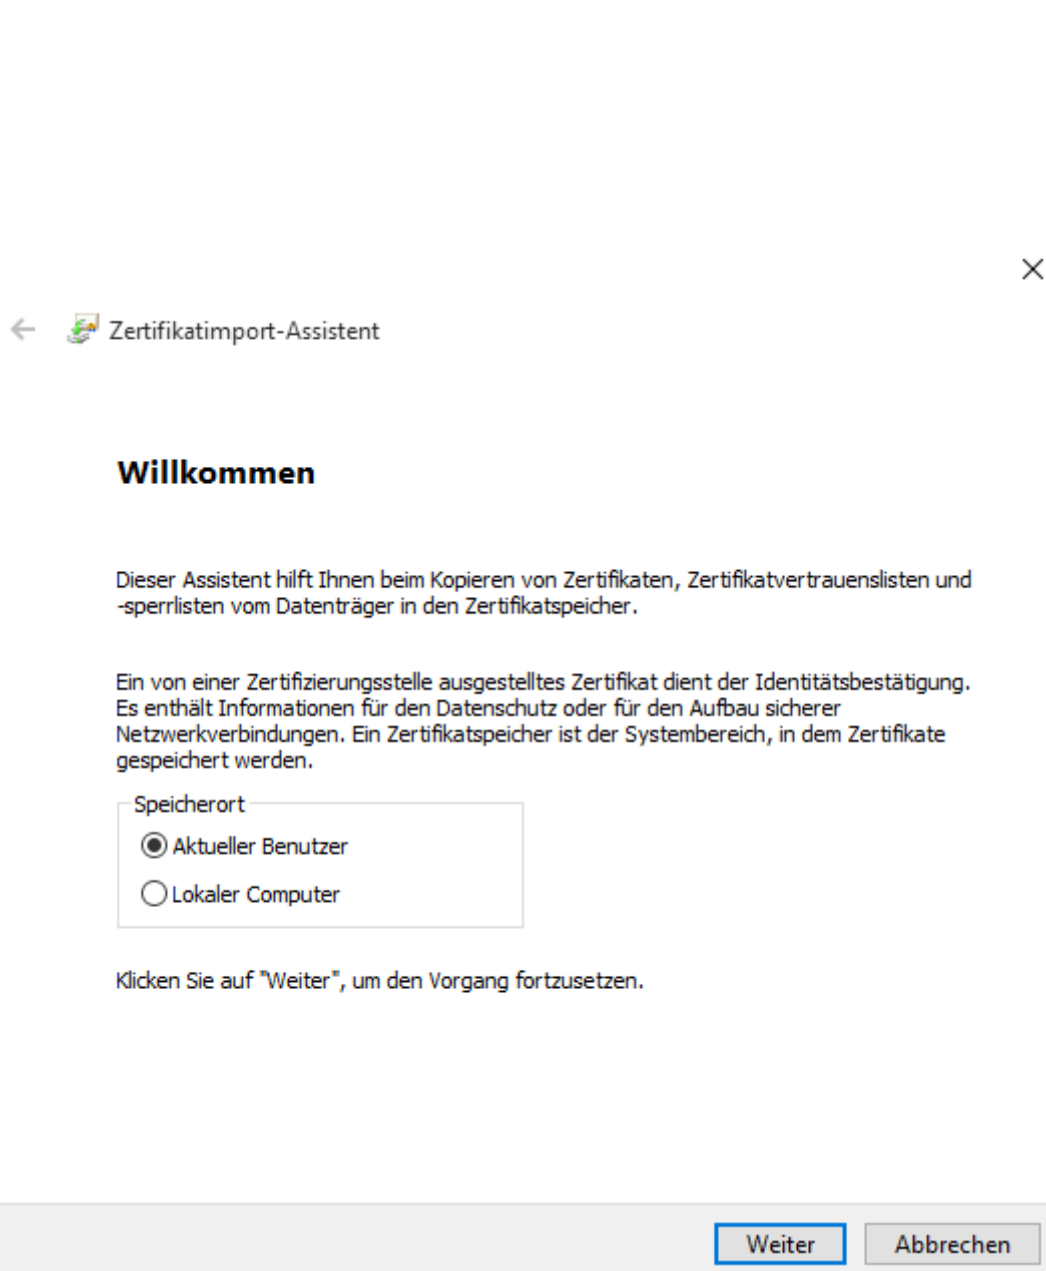 Zertifikatimport-Assistent
Willkommen
Dieser Assistent hilft Ihnen beim Kopieren von Zertifikaten, Zertifikatvertrauenslisten und
-sperrlisten vom Datenträger in den Zertifikatspeicher.
Ein von einer Zertifizierungsstelle ausgestelltes Zertifikat dient der Identitätsbestätigung.
Es enthält Informationen für den Datenschutz oder für den Aufbau sicherer
Netzwerkverbindungen. Ein Zertifikatspeicher ist der Systembereich, in dem Zertifikate
gespeichert werden.
Speicherort
Aktueller Benutzer
Lokaler Computer
Klicken Sie auf "Weiter", um den Vorgang fortzusetzen.
Weiter Abbrechen